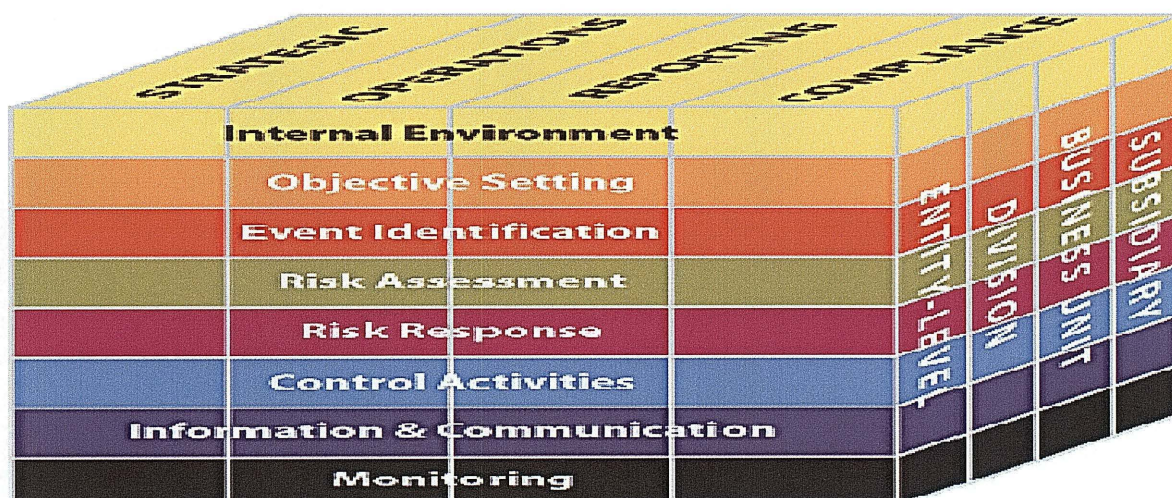 STRATEGIC
OPERATIONS
REPORTING
COMPLIANCE
Internal Environment
Objective Setting
Event Identification
Risk Assessment
Risk Response
Control Activities
Information & Communication
Monitoring
ENTITY-LEVEL
DIVISION
BUSINESS UNIT
SUBSIDIARY